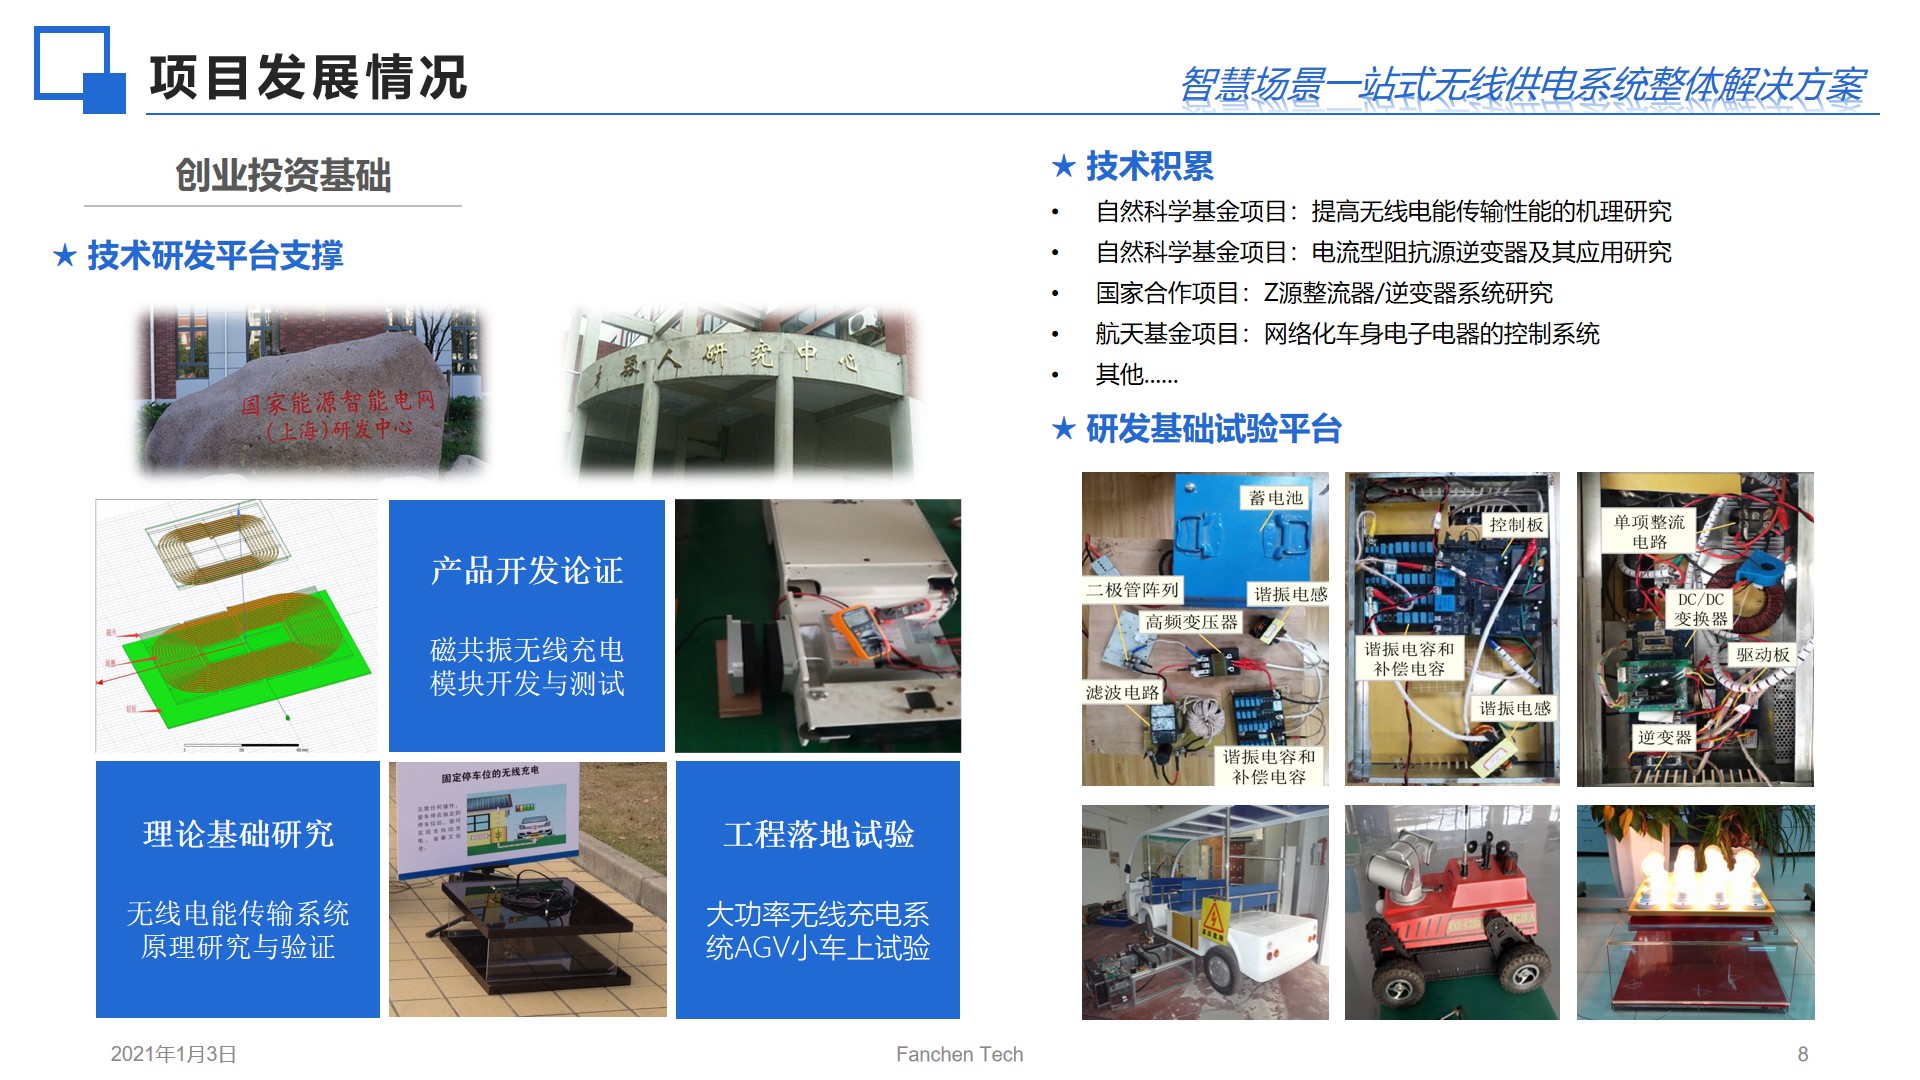 项目发展情况
智慧场景一站式无线供电系统整体解决方案
创业投资基础
★ 技术研发平台支撑
国家能源智能电网
(上海)研发中心
器人研究中心
产品开发论证
磁共振无线充电
模块开发与测试
理论基础研究
无线电能传输系统
原理研究与验证
固定停车位的无线充电
工程落地试验
大功率无线充电系
统AGV小车上试验
★ 技术积累
• 自然科学基金项目：提高无线电能传输性能的机理研究
• 自然科学基金项目：电流型阻抗源逆变器及其应用研究
• 国家合作项目：Z源整流器/逆变器系统研究
• 航天基金项目：网络化车身电子电器的控制系统
• 其他......
★ 研发基础试验平台
蓄电池
二极管阵列
谐振电感
高频变压器
滤波电路
谐振电容和
补偿电容
控制板
谐振电容和
补偿电容
谐振电感
单项整流
电路
DC/DC
变换器
驱动板
逆变器
2021年1月3日
Fanchen Tech
8